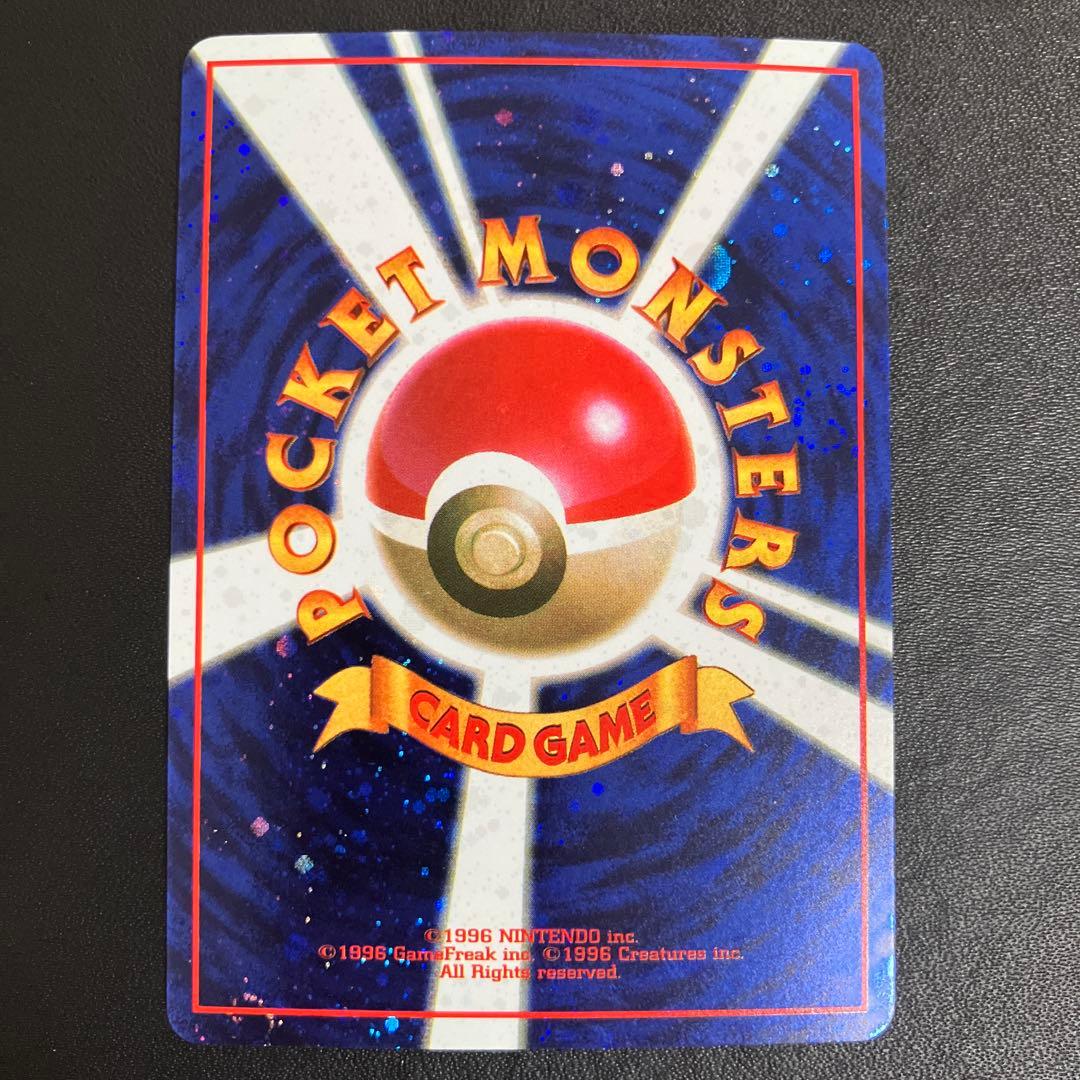 POCKET MONSTERS
CARD GAME
©1996 NINTENDO inc.
©1996 GameFreak inc. ©1996 Creatures inc.
All Rights reserved.